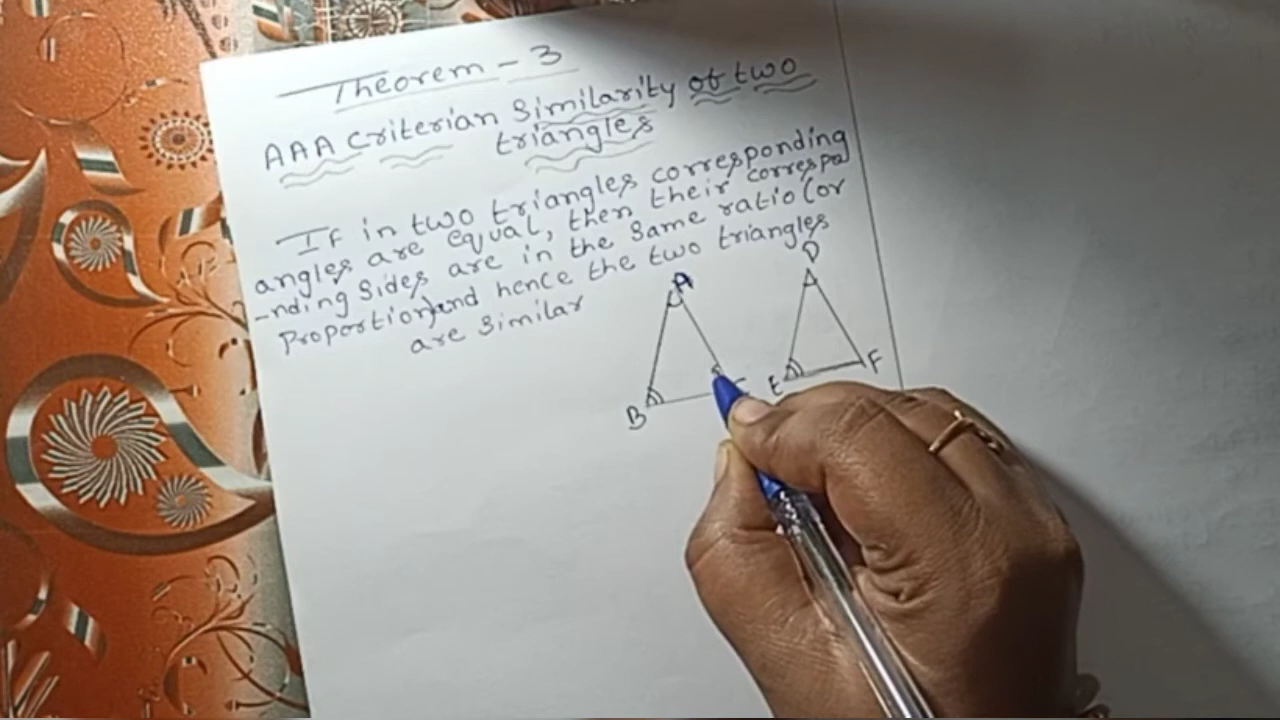 Theorem - 3
AAA Criterian Similarity of two
triangles
If in two triangles corresponding
angles are equal, then their correspo
-nding sides are in the same ratio (or
Proportion) and hence the two triangles
are similar
A
D
B
E
F